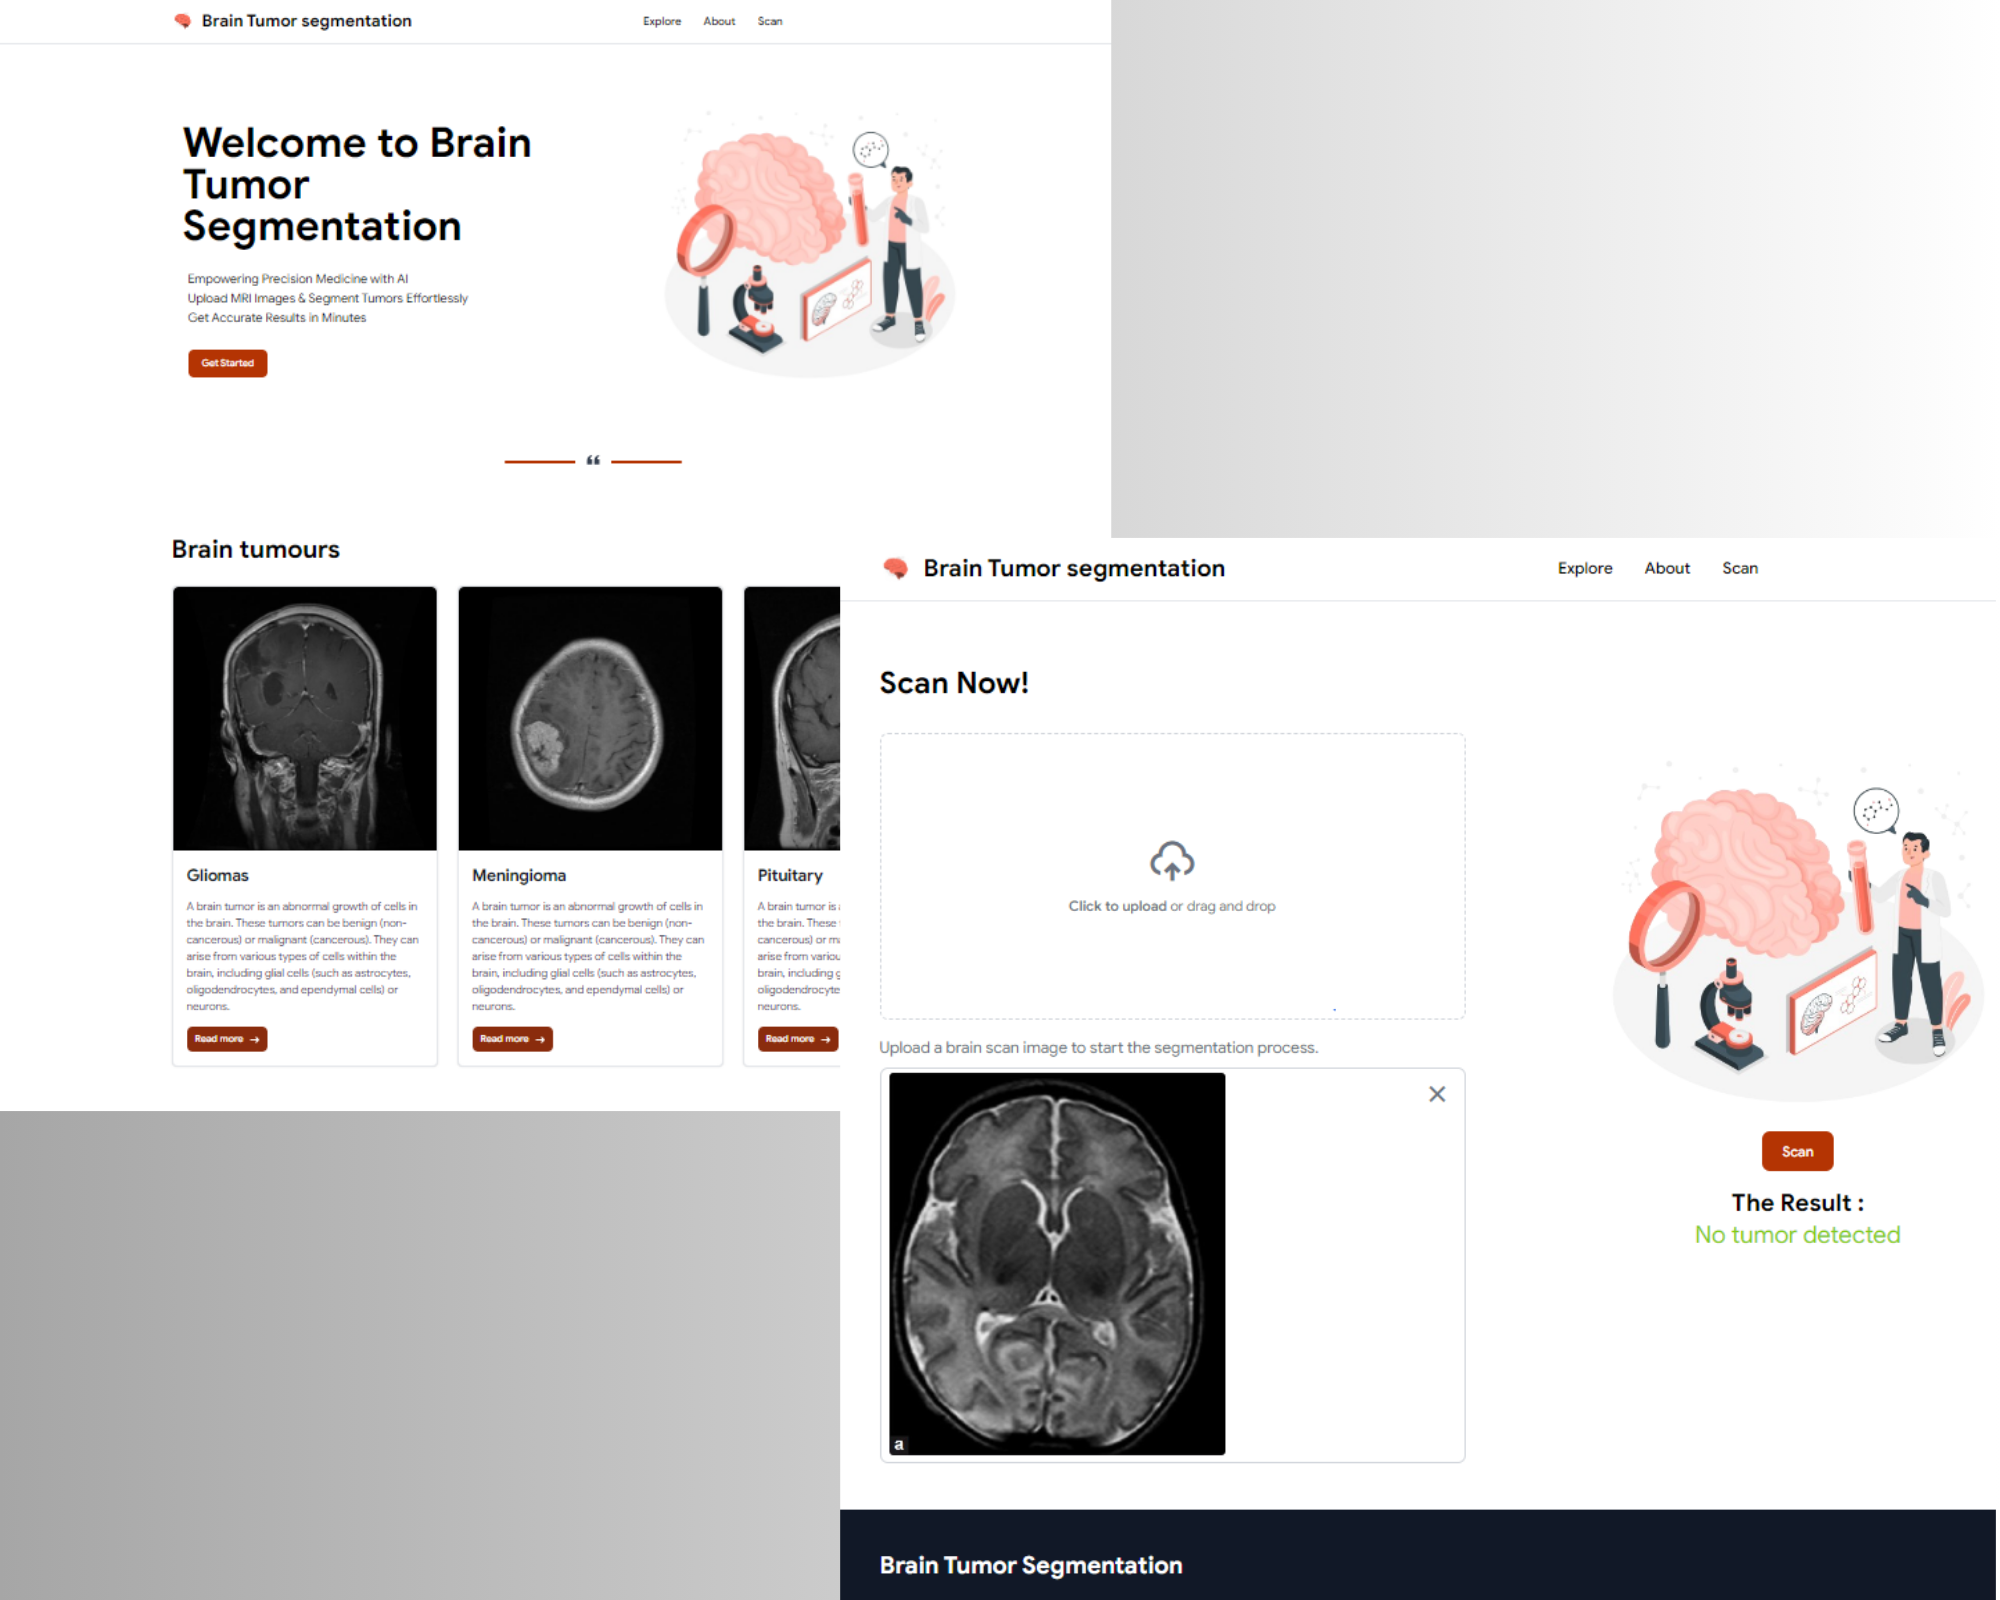 Brain Tumor segmentation
Explore About Scan
Welcome to Brain
Tumor
Segmentation
Empowering Precision Medicine with AI
Upload MRI Images & Segment Tumors Effortlessly
Get Accurate Results in Minutes
Get Started
“
Brain tumours
Gliomas
A brain tumor is an abnormal growth of cells in
the brain. These tumors can be benign (non-
cancerous) or malignant (cancerous). They can
arise from various types of cells within the
brain, including glial cells (such as astrocytes,
oligodendrocytes, and ependymal cells) or
neurons.
Read more →
Meningioma
A brain tumor is an abnormal growth of cells in
the brain. These tumors can be benign (non-
cancerous) or malignant (cancerous). They can
arise from various types of cells within the
brain, including glial cells (such as astrocytes,
oligodendrocytes, and ependymal cells) or
neurons.
Read more →
Pituitary
A brain tumor is
the brain. These
cancerous) or
arise from
brain, including
neurons.
Read more →
Brain Tumor segmentation
Explore About Scan
Scan Now!
Click to upload or drag and drop
Upload a brain scan image to start the segmentation process.
a
Scan
The Result :
No tumor detected
Brain Tumor Segmentation